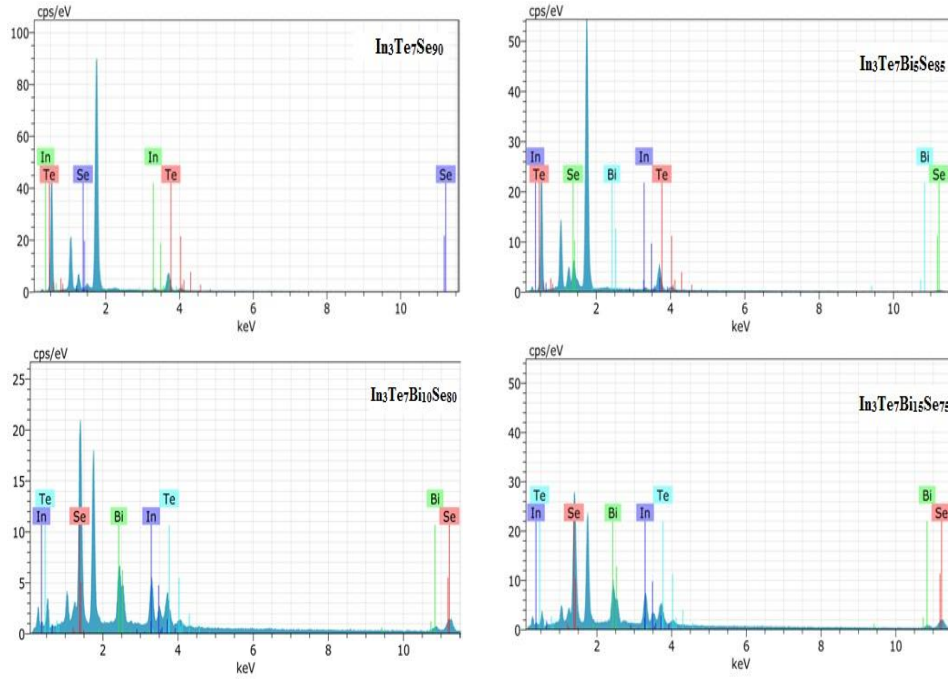 cps/eV
In₃Te₇Se₉₀
100
80
60
40
20
0
In
Te
Se
In
Te
Se
2
4
6
8
10
keV
cps/eV
In₃Te₇Bi₅Se₈₅
50
40
30
20
10
0
In
Te
Se
Bi
In
Te
Bi
Se
2
4
6
8
10
keV
cps/eV
In₃Te₇Bi₁₀Se₈₀
25
20
15
10
5
0
Te
In
Se
Bi
Te
In
Bi
Se
2
4
6
8
10
keV
cps/eV
In₃Te₇Bi₁₅Se₇₅
50
40
30
20
10
0
Te
In
Se
Bi
Te
In
Bi
Se
2
4
6
8
10
keV